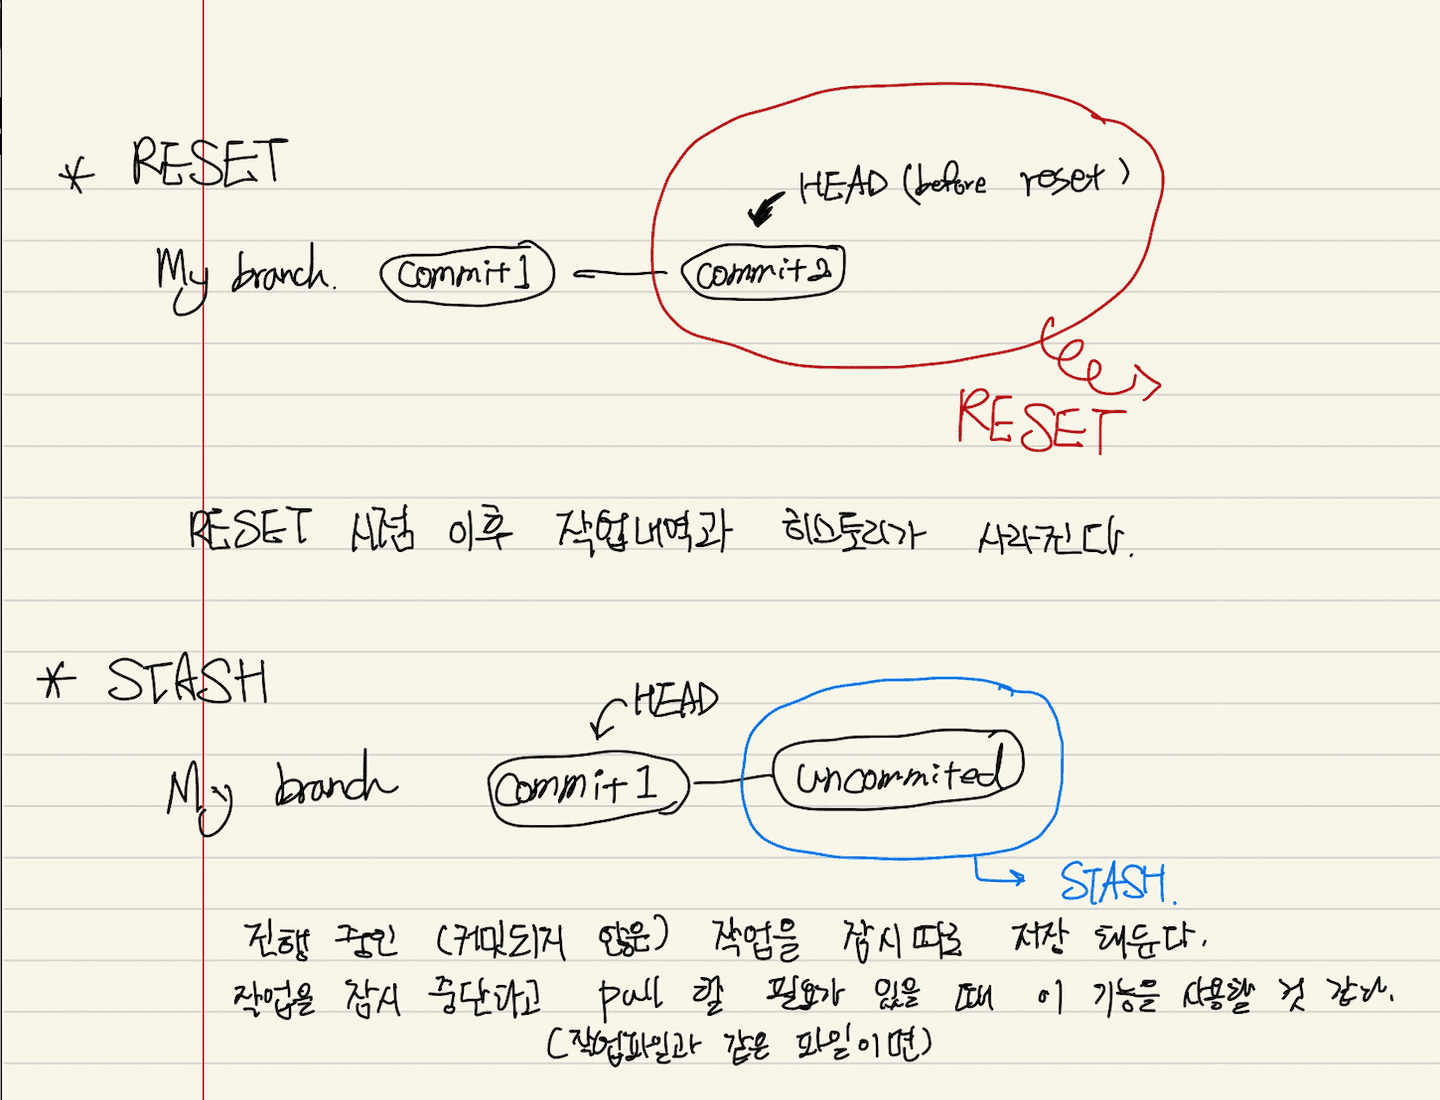 * RESET
HEAD (before reset)
My branch. commit1 commit2
RESET
RESET 시점 이후 작업내역과 히스토리가 사라진다.
* STASH
HEAD
My branch commit1 uncommited
STASH.
진행 중인 (커밋되지 않은) 작업을 잠시 따로 저장 해둔다.
작업을 잠시 중단하고 pull 할 필요가 있을 때 이 기능을 사용할 것 같다.
(작업파일과 같은 파일이면)